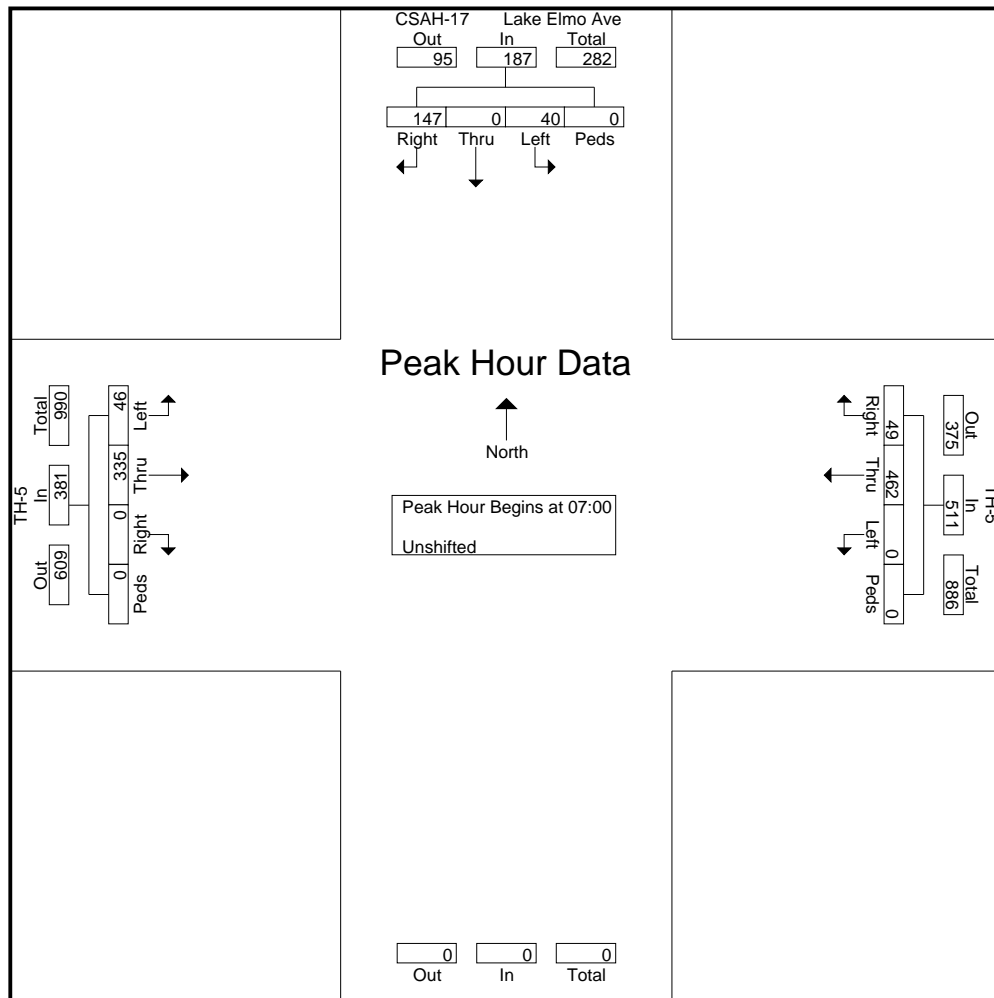 CSAH-17 Lake Elmo Ave
Out In Total
95 187 282
147 0 40 0
Right Thru Left Peds
Peak Hour Data
North
Peak Hour Begins at 07:00
Unshifted
TH-5
Total In Out
990 381 609
46 335 0 0
Left Thru Right Peds
TH-5
Out In Total
375 511 886
49 462 0 0
Right Thru Left Peds
0 0 0
Out In Total